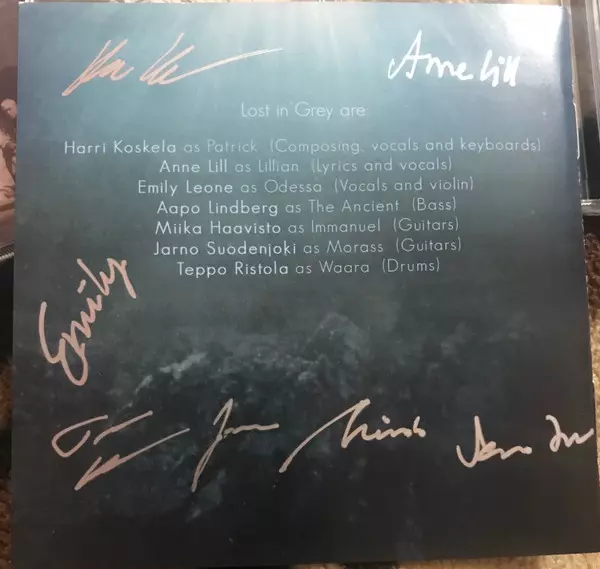 Anne Lill
Lost in Grey are:
Harri Koskela as Patrick (Composing, vocals and keyboards)
Anne Lill as Lillian (Lyrics and vocals)
Emily Leone as Odessa (Vocals and violin)
Aapo Lindberg as The Ancient (Bass)
Miika Haavisto as Immanuel (Guitars)
Jarno Suodenjoki as Morass (Guitars)
Teppo Ristola as Waara (Drums)
Emily